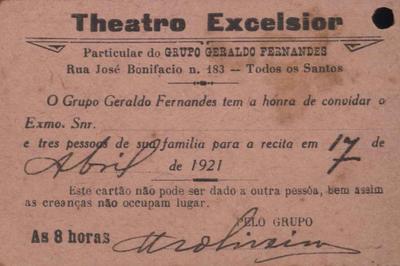 Theatro Excelsior
Particular do GRUPO GERALDO FERNANDES
Rua José Bonifacio n. 183 — Todos os Santos
O Grupo Geraldo Fernandes tem a honra de convidar o
Exmo. Snr.
e tres pessoas de sua familia para a recita em 17 de
Abril de 1921
Este cartão não pode ser dado a outra pessôa, bem assim
as creanças não occupam lugar.
PELO GRUPO
As 8 horas